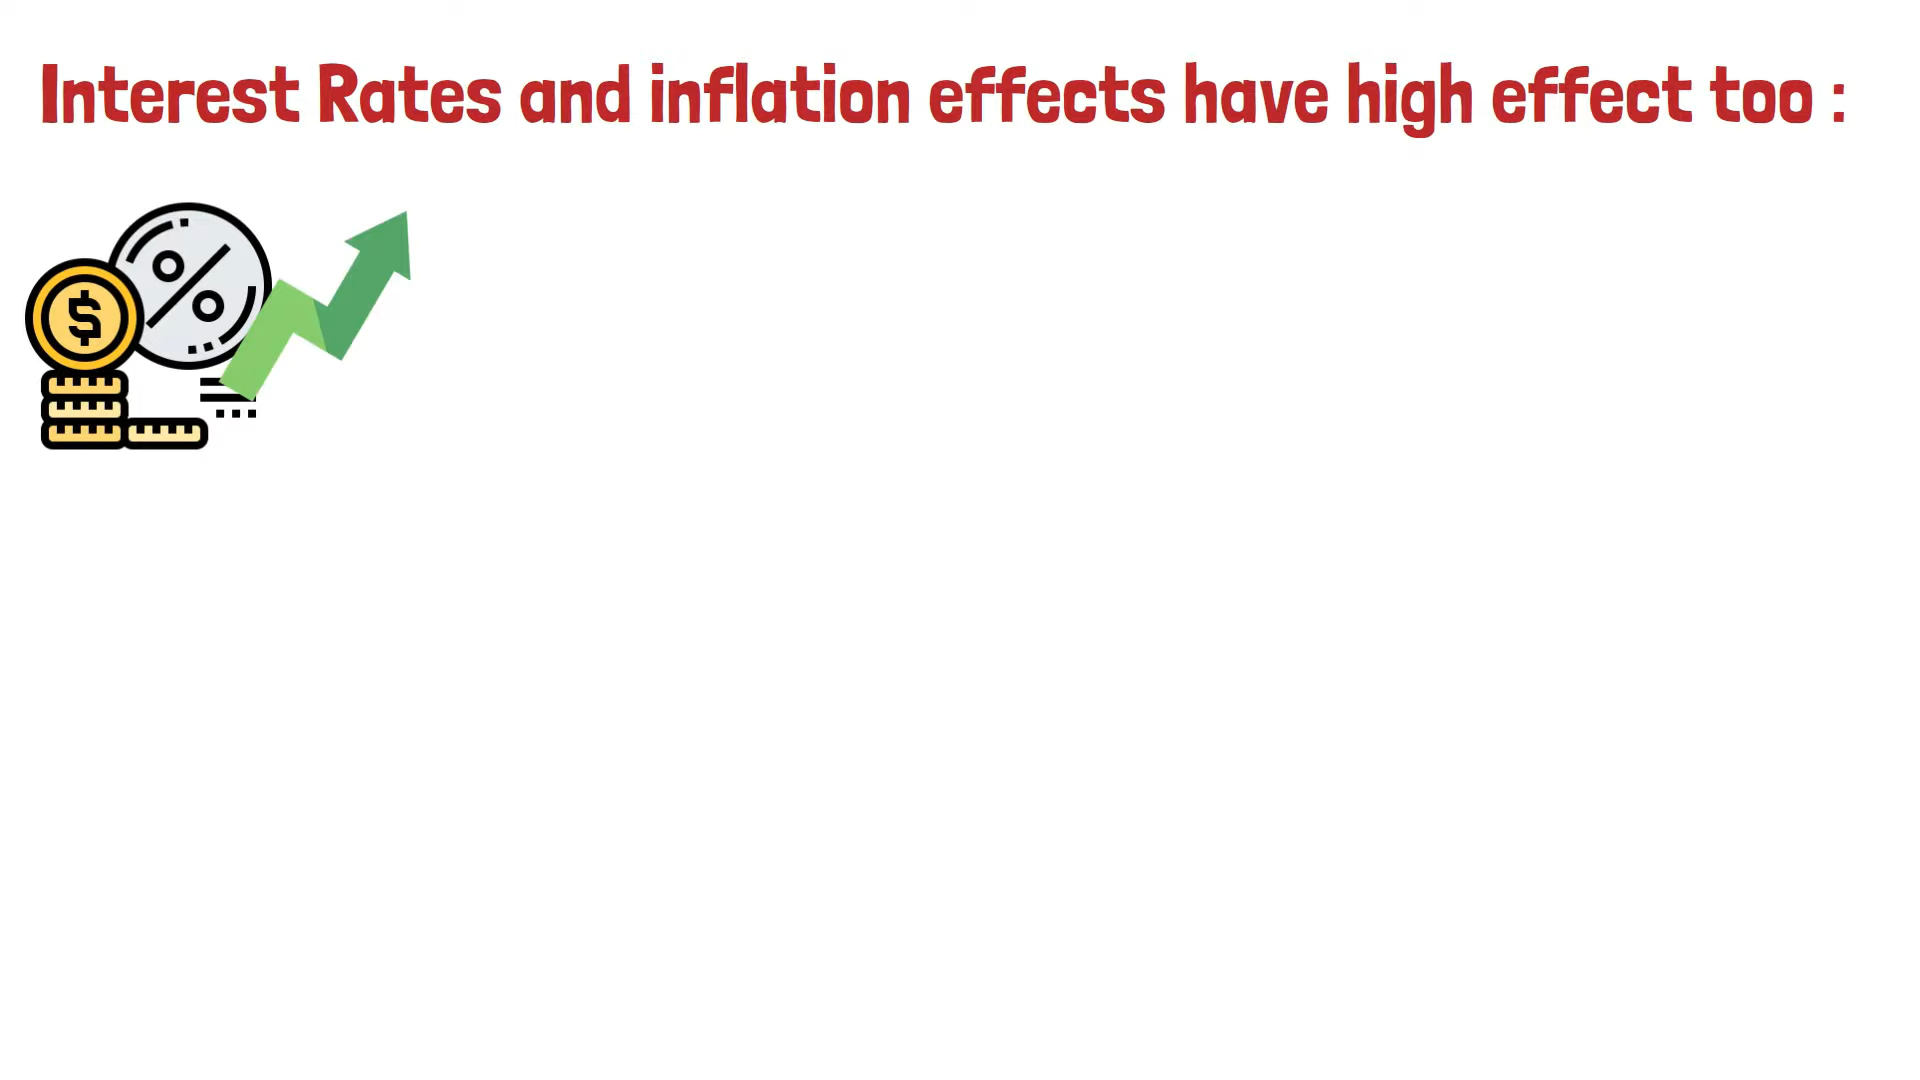 Interest Rates and inflation effects have high effect too :
%
$